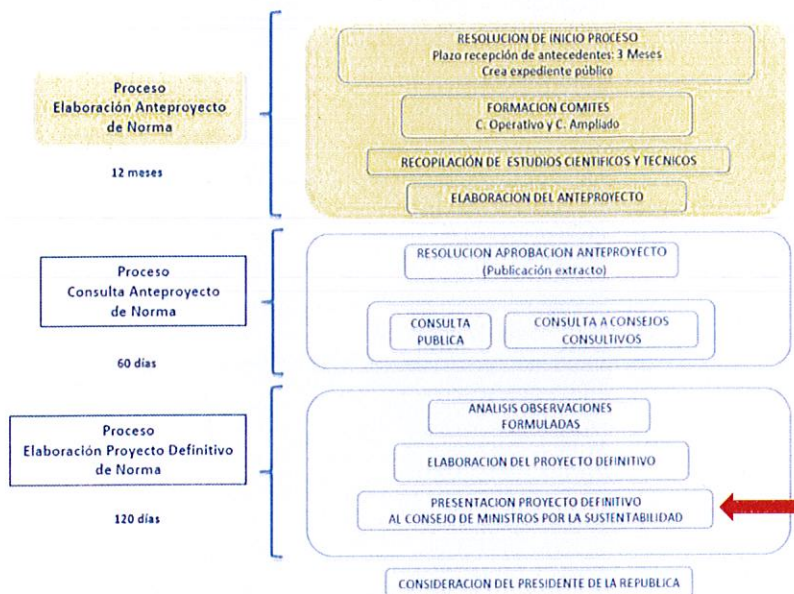 Proceso
Elaboración Anteproyecto
de Norma
12 meses
RESOLUCION DE INICIO PROCESO
Plazo recepción de antecedentes: 3 Meses
Crea expediente público
FORMACION COMITES
C. Operativo y C. Ampliado
RECOPILACIÓN DE ESTUDIOS CIENTIFICOS Y TECNICOS
ELABORACION DEL ANTEPROYECTO
Proceso
Consulta Anteproyecto
de Norma
60 días
RESOLUCION APROBACION ANTEPROYECTO
(Publicación extracto)
CONSULTA
PUBLICA
CONSULTA A CONSEJOS
CONSULTIVOS
Proceso
Elaboración Proyecto Definitivo
de Norma
120 días
ANALISIS OBSERVACIONES
FORMULADAS
ELABORACION DEL PROYECTO DEFINITIVO
PRESENTACION PROYECTO DEFINITIVO
AL CONSEJO DE MINISTROS POR LA SUSTENTABILIDAD
CONSIDERACION DEL PRESIDENTE DE LA REPUBLICA